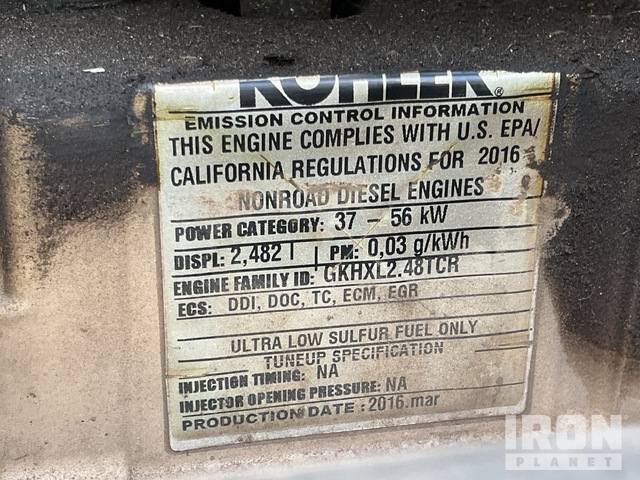 KOHLER®
EMISSION CONTROL INFORMATION
THIS ENGINE COMPLIES WITH U.S. EPA/
CALIFORNIA REGULATIONS FOR 2016
NONROAD DIESEL ENGINES
POWER CATEGORY: 37 – 56 kW
DISPL: 2,482 l PM: 0,03 g/kWh
ENGINE FAMILY ID: GKHXL2.48TCR
ECS: DDI, DOC, TC, ECM, EGR
ULTRA LOW SULFUR FUEL ONLY
TUNEUP SPECIFICATION
INJECTION TIMING: NA
INJECTOR OPENING PRESSURE: NA
PRODUCTION DATE : 2016.mar
IRON
PLANET